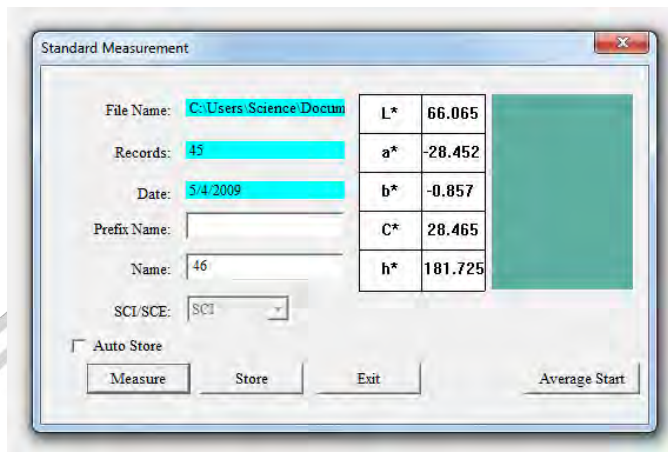 Standard Measurement
File Name: C:\Users\Science\Docum
Records: 45
Date: 5/4/2009
Prefix Name:
Name: 46
SCI/SCE: SCI
Auto Store
L* 66.065
a* -28.452
b* -0.857
C* 28.465
h* 181.725
Measure Store Exit Average Start